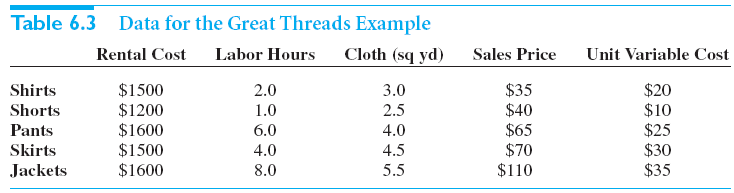 Table 6.3 Data for the Great Threads Example
Rental Cost Labor Hours Cloth (sq yd) Sales Price Unit Variable Cost
Shirts $1500 2.0 3.0 $35 $20
Shorts $1200 1.0 2.5 $40 $10
Pants $1600 6.0 4.0 $65 $25
Skirts $1500 4.0 4.5 $70 $30
Jackets $1600 8.0 5.5 $110 $35